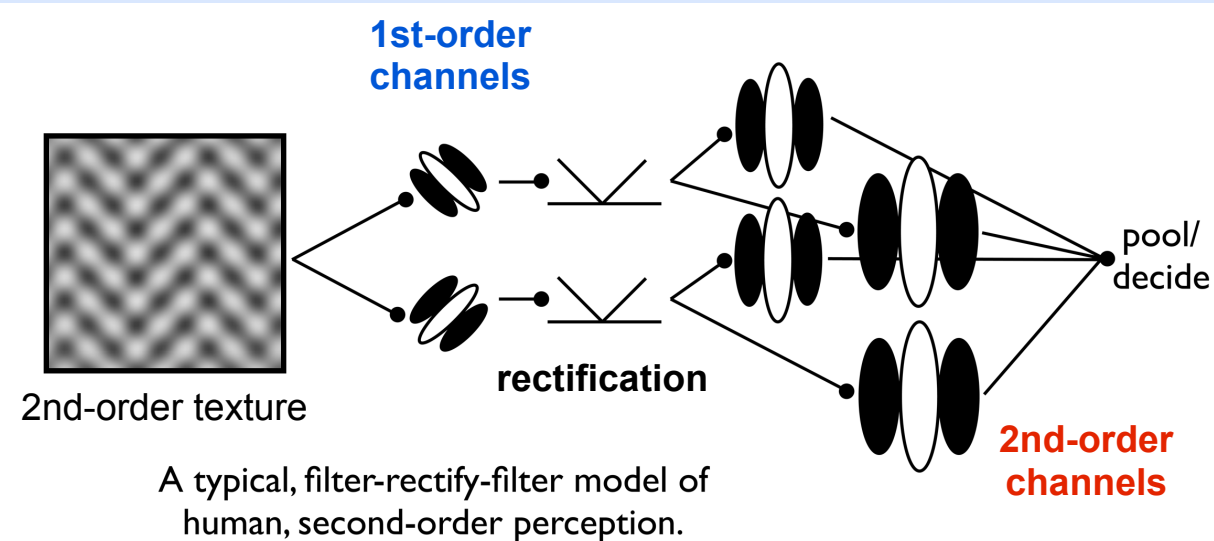 1st-order
channels
pool/
decide
rectification
2nd-order texture
2nd-order
channels
A typical, filter-rectify-filter model of
human, second-order perception.